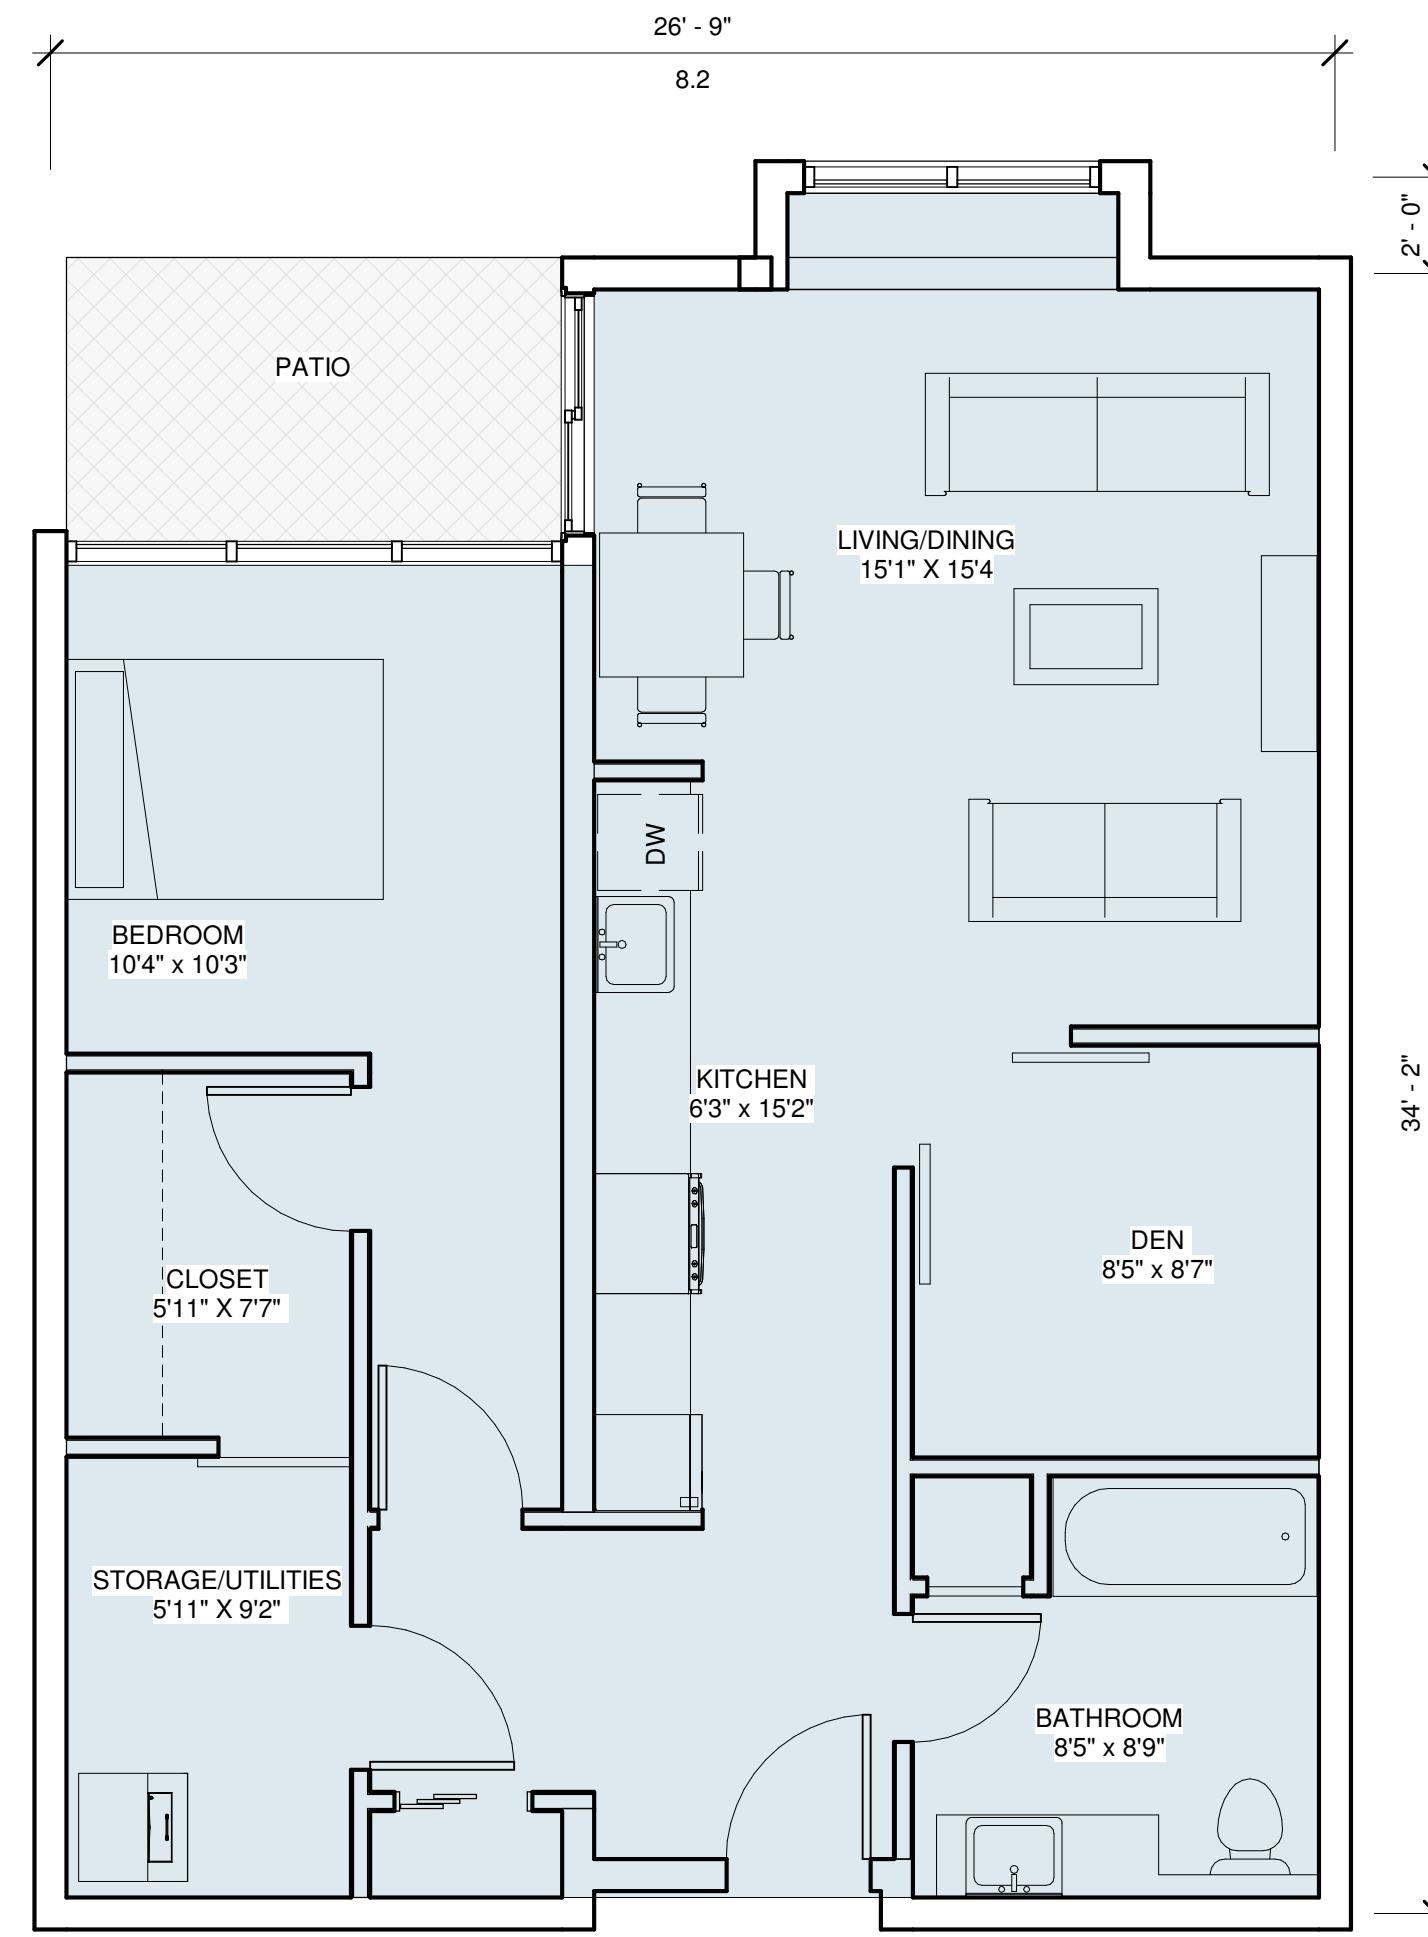 26' - 9"
8.2
2' - 0"
PATIO
LIVING/DINING
15'1" X 15'4
DW
BEDROOM
10'4" x 10'3"
KITCHEN
6'3" x 15'2"
34' - 2"
DEN
8'5" x 8'7"
CLOSET
5'11" X 7'7"
STORAGE/UTILITIES
5'11" X 9'2"
BATHROOM
8'5" x 8'9"